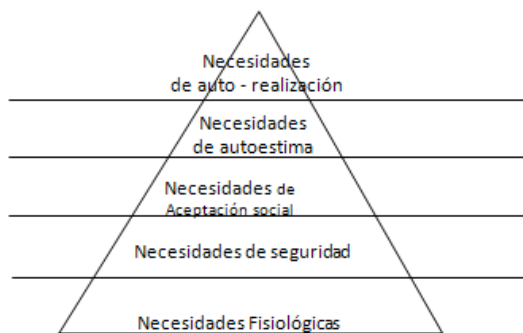 Necesidades
de auto - realización
Necesidades
de autoestima
Necesidades de
Aceptación social
Necesidades de seguridad
Necesidades Fisiológicas